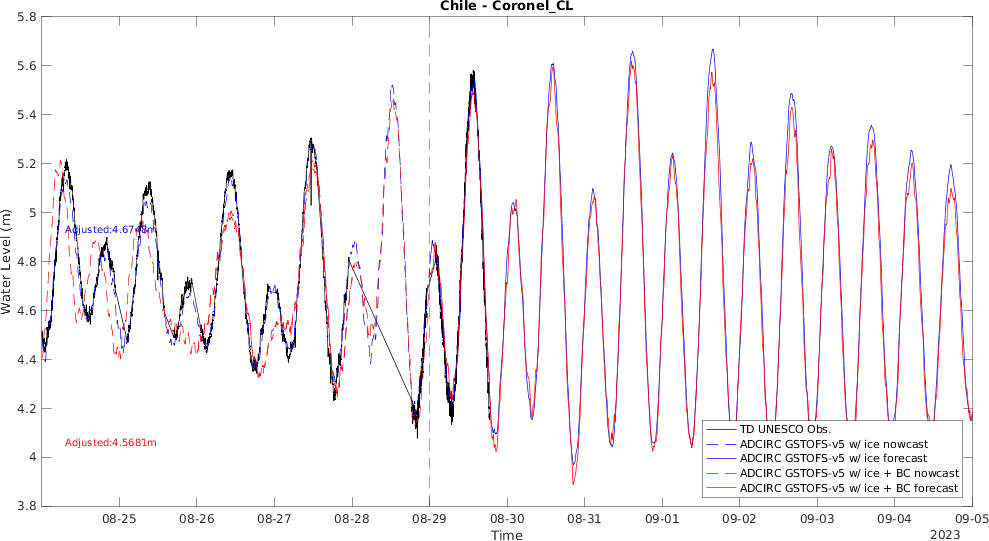 Chile - Coronel_CL
5.8
5.6
5.4
5.2
5
4.8
4.6
4.4
4.2
4
3.8
Water Level (m)
Adjusted:4.6748m
Adjusted:4.5681m
TD UNESCO Obs.
ADCIRC GSTOFS-v5 w/ ice nowcast
ADCIRC GSTOFS-v5 w/ ice forecast
ADCIRC GSTOFS-v5 w/ ice + BC nowcast
ADCIRC GSTOFS-v5 w/ ice + BC forecast
08-25 08-26 08-27 08-28 08-29 08-30 08-31 09-01 09-02 09-03 09-04 09-05
Time
2023